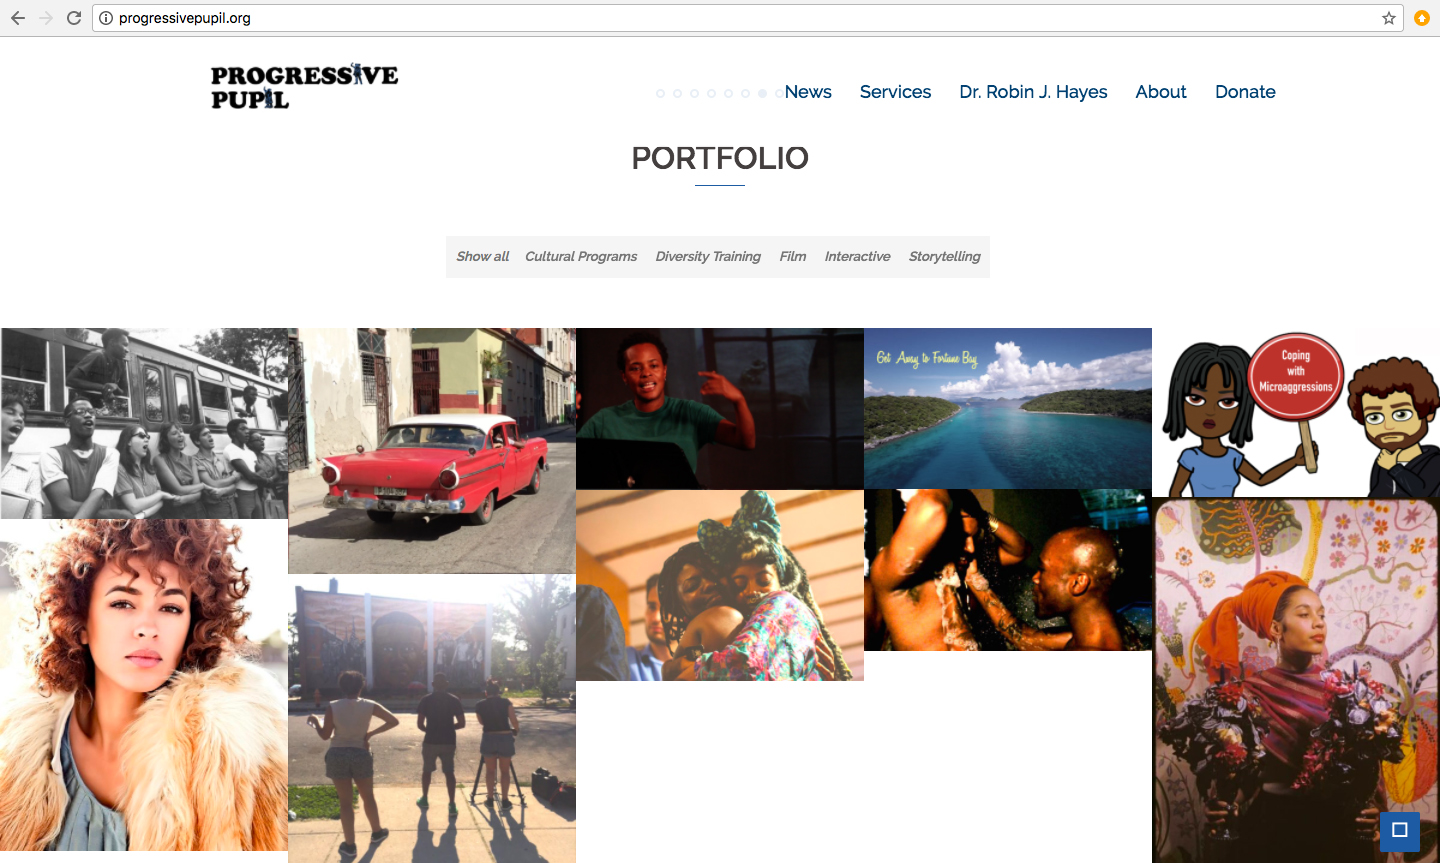 progressivepupil.org
PROGRESSIVE
PUPIL
News Services Dr. Robin J. Hayes About Donate
PORTFOLIO
Show all Cultural Programs Diversity Training Film Interactive Storytelling
Get Away to Fortune Bay
Coping
with
Microaggressions